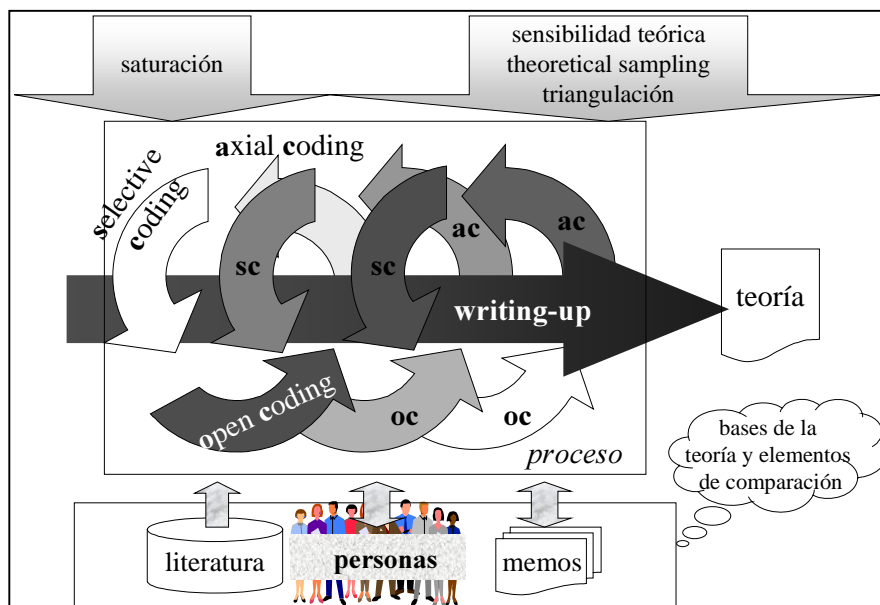 saturación
sensibilidad teórica
theoretical sampling
triangulación
axial coding
selective
coding
sc
sc
ac
ac
writing-up
teoría
open coding
oc
oc
proceso
bases de la
teoría y elementos
de comparación
literatura
personas
memos